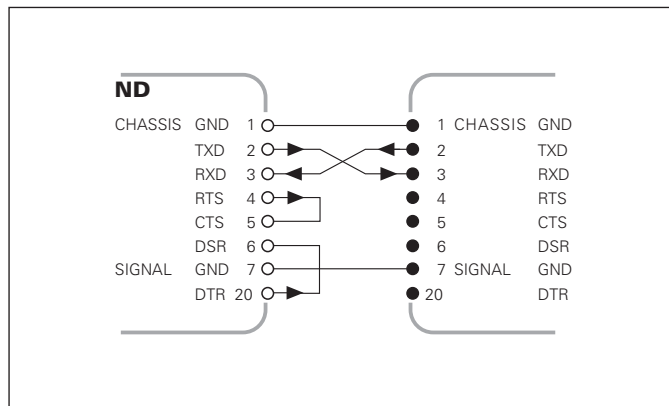 ND
CHASSIS GND 1 1 CHASSIS GND
TXD 2 2 TXD
RXD 3 3 RXD
RTS 4 4 RTS
CTS 5 5 CTS
DSR 6 6 DSR
SIGNAL GND 7 7 SIGNAL GND
DTR 20 20 DTR